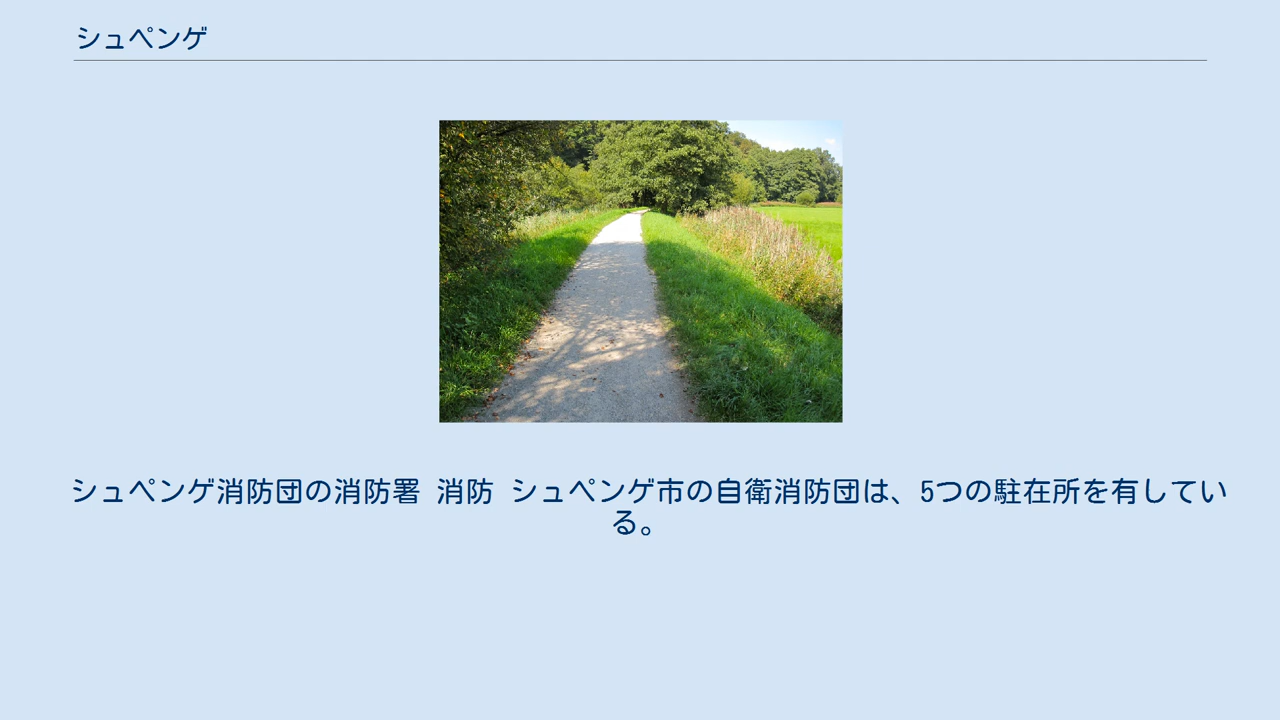 シュペンゲ
シュペンゲ消防団の消防署 消防 シュペンゲ市の自衛消防団は、5つの駐在所を有してい
る。